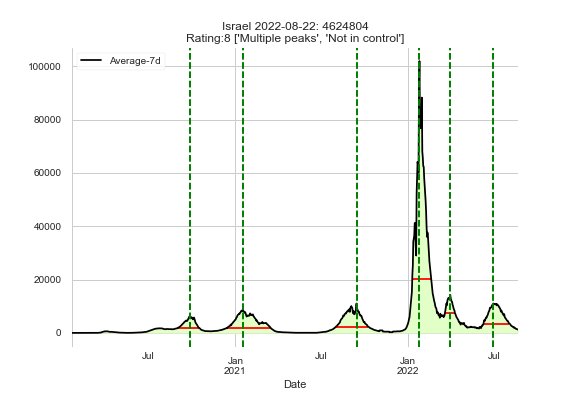 Israel 2022-08-22: 4624804
Rating:8 ['Multiple peaks', 'Not in control']
Average-7d
100000
80000
60000
40000
20000
0
Jul
Jan
2021
Jul
Jan
2022
Jul
Date